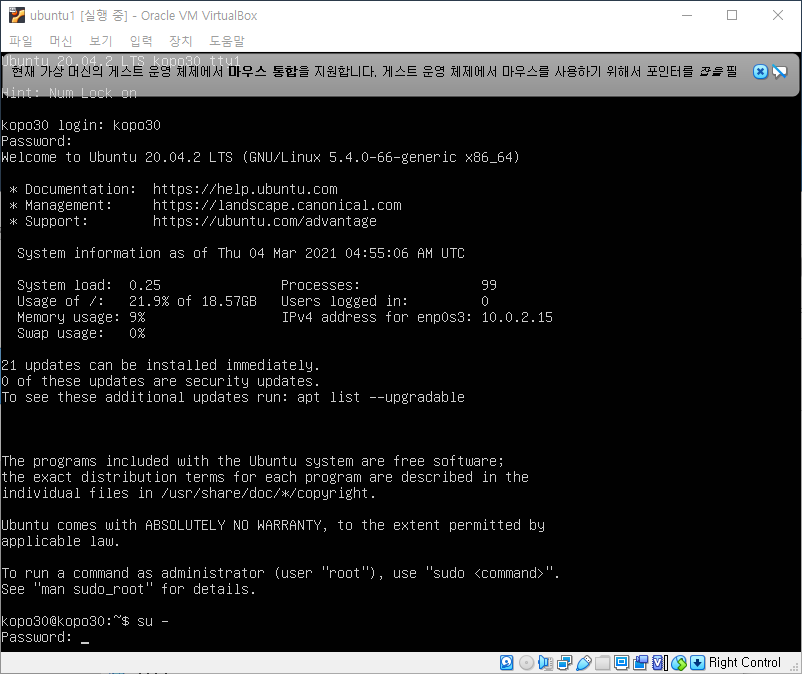 ubuntu1 [실행 중] - Oracle VM VirtualBox
파일 머신 보기 입력 장치 도움말
Ubuntu 20.04.2 LTS kopo30 tty1
현재 가상 머신의 게스트 운영 체제에서 마우스 통합을 지원합니다. 게스트 운영 체제에서 마우스를 사용하기 위해서 포인터를 잡을 필
Hint: Num Lock on
kopo30 login: kopo30
Password:
Welcome to Ubuntu 20.04.2 LTS (GNU/Linux 5.4.0-66-generic x86_64)
* Documentation: https://help.ubuntu.com
* Management: https://landscape.canonical.com
* Support: https://ubuntu.com/advantage
System information as of Thu 04 Mar 2021 04:55:06 AM UTC
System load: 0.25 Processes: 99
Usage of /: 21.9% of 18.57GB Users logged in: 0
Memory usage: 9% IPv4 address for enp0s3: 10.0.2.15
Swap usage: 0%
21 updates can be installed immediately.
0 of these updates are security updates.
To see these additional updates run: apt list --upgradable
The programs included with the Ubuntu system are free software;
the exact distribution terms for each program are described in the
individual files in /usr/share/doc/*/copyright.
Ubuntu comes with ABSOLUTELY NO WARRANTY, to the extent permitted by
applicable law.
To run a command as administrator (user "root"), use "sudo <command>".
See "man sudo_root" for details.
kopo30@kopo30:~$ su -
Password: _
Right Control